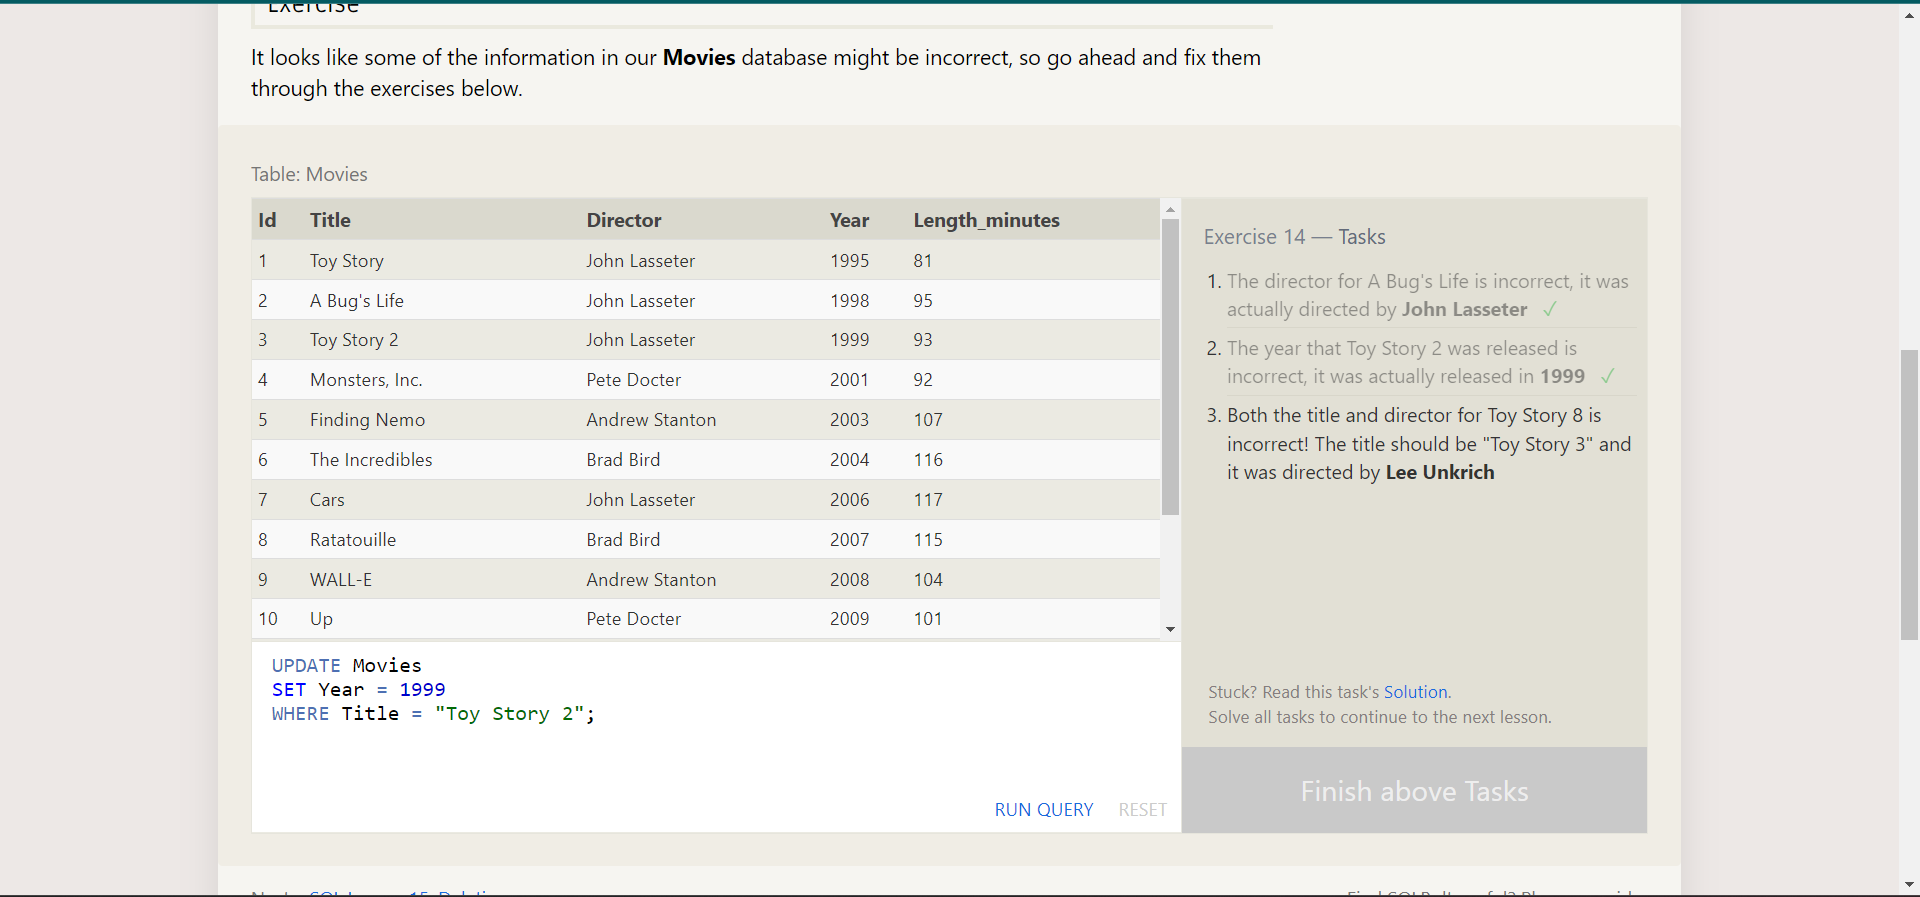 Exercise
It looks like some of the information in our Movies database might be incorrect, so go ahead and fix them
through the exercises below.
Table: Movies
Id Title Director Year Length_minutes
1 Toy Story John Lasseter 1995 81
2 A Bug's Life John Lasseter 1998 95
3 Toy Story 2 John Lasseter 1999 93
4 Monsters, Inc. Pete Docter 2001 92
5 Finding Nemo Andrew Stanton 2003 107
6 The Incredibles Brad Bird 2004 116
7 Cars John Lasseter 2006 117
8 Ratatouille Brad Bird 2007 115
9 WALL-E Andrew Stanton 2008 104
10 Up Pete Docter 2009 101
UPDATE Movies
SET Year = 1999
WHERE Title = "Toy Story 2";
RUN QUERY RESET
Exercise 14 — Tasks
1. The director for A Bug's Life is incorrect, it was
actually directed by John Lasseter ✓
2. The year that Toy Story 2 was released is
incorrect, it was actually released in 1999 ✓
3. Both the title and director for Toy Story 8 is
incorrect! The title should be "Toy Story 3" and
it was directed by Lee Unkrich
Stuck? Read this task's Solution.
Solve all tasks to continue to the next lesson.
Finish above Tasks